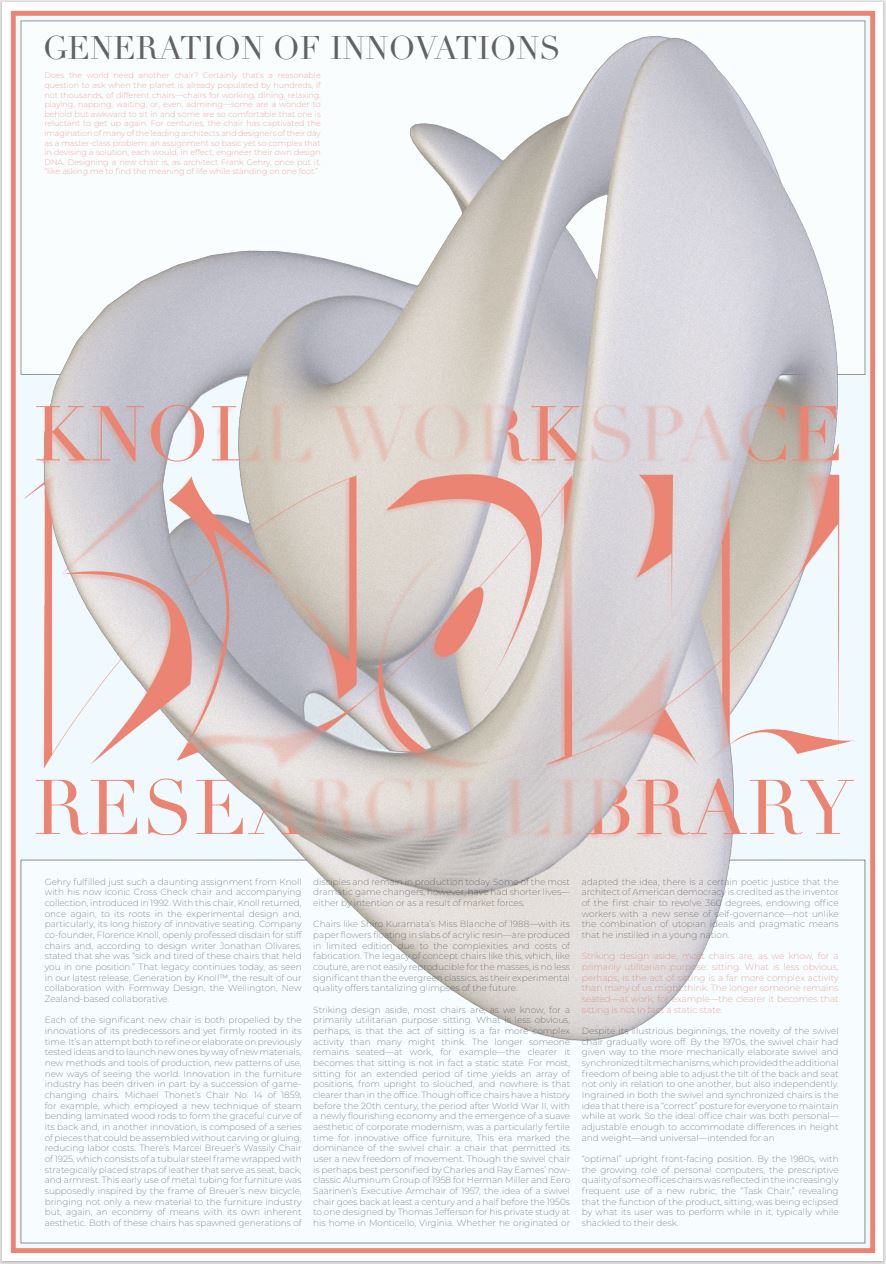 GENERATION OF INNOVATIONS
Does the world need another chair? Certainly that's a reasonable
question to ask when the planet is already populated by hundreds, if
not thousands, of different chairs—chairs for working, dining, relaxing,
playing, napping, waiting, or, even, admiring—some are a wonder to
behold but awkward to sit in and some are so comfortable that one is
reluctant to get up again. For centuries, the chair has captivated the
imagination of many of the leading architects and designers of their day
as a master-class problem: an assignment so basic yet so complex that
in devising a solution, each would, in effect, engineer their own design
DNA. Designing a new chair is, as architect Frank Gehry, once put it,
"like asking me to find the meaning of life while standing on one foot."
KNOLL WORKSPACE
KNOLL
RESEARCH LIBRARY
Gehry fulfilled just such a daunting assignment from Knoll
with his now iconic Cross Check chair and accompanying
collection, introduced in 1992. With this chair, Knoll returned,
once again, to its roots in the experimental design and,
particularly, its long history of innovative seating. Company
co-founder, Florence Knoll, openly professed disdain for stiff
chairs and, according to design writer Jonathan Olivares,
stated that she was "sick and tired of these chairs that held
you in one position." That legacy continues today, as seen
in our latest release, Generation by Knoll™, the result of our
collaboration with Formway Design, the Wellington, New
Zealand-based collaborative.
Each of the significant new chair is both propelled by the
innovations of its predecessors and yet firmly rooted in its
time. It's an attempt both to refine or elaborate on previously
tested ideas and to launch new ones by way of new materials,
new methods and tools of production, new patterns of use,
new ways of seeing the world. Innovation in the furniture
industry has been driven in part by a succession of game-
changing chairs. Michael Thonet's Chair No. 14 of 1859,
for example, which employed a new technique of steam
bending laminated wood rods to form the graceful curve of
its back and, in another innovation, is composed of a series
of pieces that could be assembled without carving or gluing,
reducing labor costs. There's Marcel Breuer's Wassily Chair
of 1925, which consists of a tubular steel frame wrapped with
strategically placed straps of leather that serve as seat, back,
and armrest. This early use of metal tubing for furniture was
supposedly inspired by the frame of Breuer's new bicycle,
bringing not only a new material to the furniture industry
but, again, an economy of means with its own inherent
aesthetic. Both of these chairs has spawned generations of
disciples and remain in production today. Some of the most
dramatic game changers, however, have had shorter lives—
either by intention or as a result of market forces.
Chairs like Shiro Kuramata's Miss Blanche of 1988—with its
paper flowers floating in slabs of acrylic resin—are produced
in limited edition due to the complexities and costs of
fabrication. The legacy of concept chairs like this, which, like
couture, are not easily reproducible for the masses, is no less
significant than the evergreen classics, as their experimental
quality offers tantalizing glimpses of the future.
Striking design aside, most chairs are, as we know, for a
primarily utilitarian purpose: sitting. What is less obvious,
perhaps, is that the act of sitting is a far more complex
activity than many might think. The longer someone
remains seated—at work, for example—the clearer it
becomes that sitting is not in fact a static state. For most,
sitting for an extended period of time yields an array of
positions, from upright to slouched, and nowhere is that
clearer than in the office. Though office chairs have a history
before the 20th century, the period after World War II, with
a newly flourishing economy and the emergence of a suave
aesthetic of corporate modernism, was a particularly fertile
time for innovative office furniture. This era marked the
dominance of the swivel chair: a chair that permitted its
user a new freedom of movement. Though the swivel chair
is perhaps best personified by Charles and Ray Eames' now-
classic Aluminum Group of 1958 for Herman Miller and Eero
Saarinen's Executive Armchair of 1957, the idea of a swivel
chair goes back at least a century and a half before the 1950s
to one designed by Thomas Jefferson for his private study at
his home in Monticello, Virginia. Whether he originated or
adapted the idea, there is a certain poetic justice that the
architect of American democracy is credited as the inventor
of the first chair to revolve 360 degrees, endowing office
workers with a new sense of self-governance—not unlike
the combination of utopian ideals and pragmatic means
that he instilled in a young nation.
Striking design aside, most chairs are, as we know, for a
primarily utilitarian purpose: sitting. What is less obvious,
perhaps, is the act of sitting is a far more complex activity
than many of us might think. The longer someone remains
seated—at work, for example—the clearer it becomes that
sitting is not in fact a static state.
Despite its illustrious beginnings, the novelty of the swivel
chair gradually wore off. By the 1970s, the swivel chair had
given way to the more mechanically elaborate swivel and
synchronized tilt mechanisms, which provided the additional
freedom of being able to adjust the tilt of the back and seat
not only in relation to one another, but also independently.
Ingrained in both the swivel and synchronized chairs is the
idea that there is a "correct" posture for everyone to maintain
while at work. So the ideal office chair was both personal—
adjustable enough to accommodate differences in height
and weight—and universal—intended for an
"optimal" upright front-facing position. By the 1980s, with
the growing role of personal computers, the prescriptive
quality of some offices chairs was reflected in the increasingly
frequent use of a new rubric, the "Task Chair," revealing
that the function of the product, sitting, was being eclipsed
by what its user was to perform while in it, typically while
shackled to their desk.